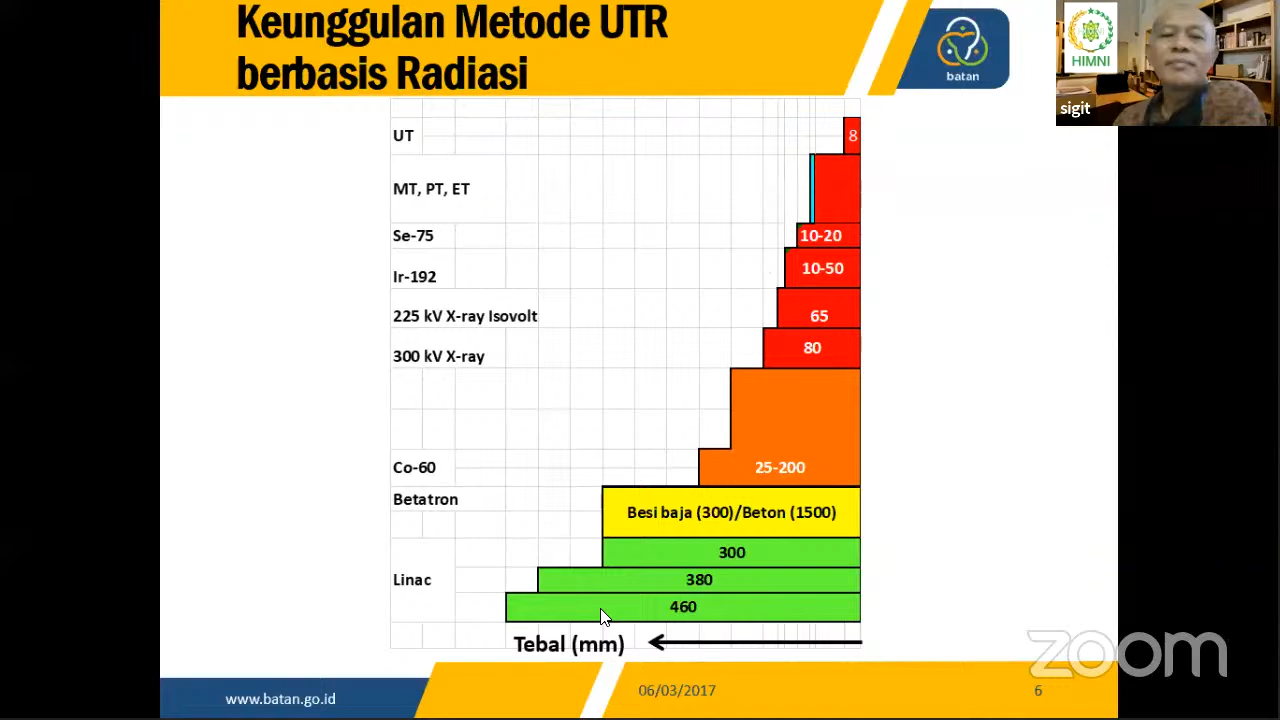 Keunggulan Metode UTR
berbasis Radiasi
batan
HIMNI
sigit
UT
8
MT, PT, ET
Se-75
10-20
Ir-192
10-50
225 kV X-ray Isovolt
65
300 kV X-ray
80
Co-60
25-200
Betatron
Besi baja (300)/Beton (1500)
300
Linac
380
460
Tebal (mm)
zoom
www.batan.go.id
06/03/2017
6